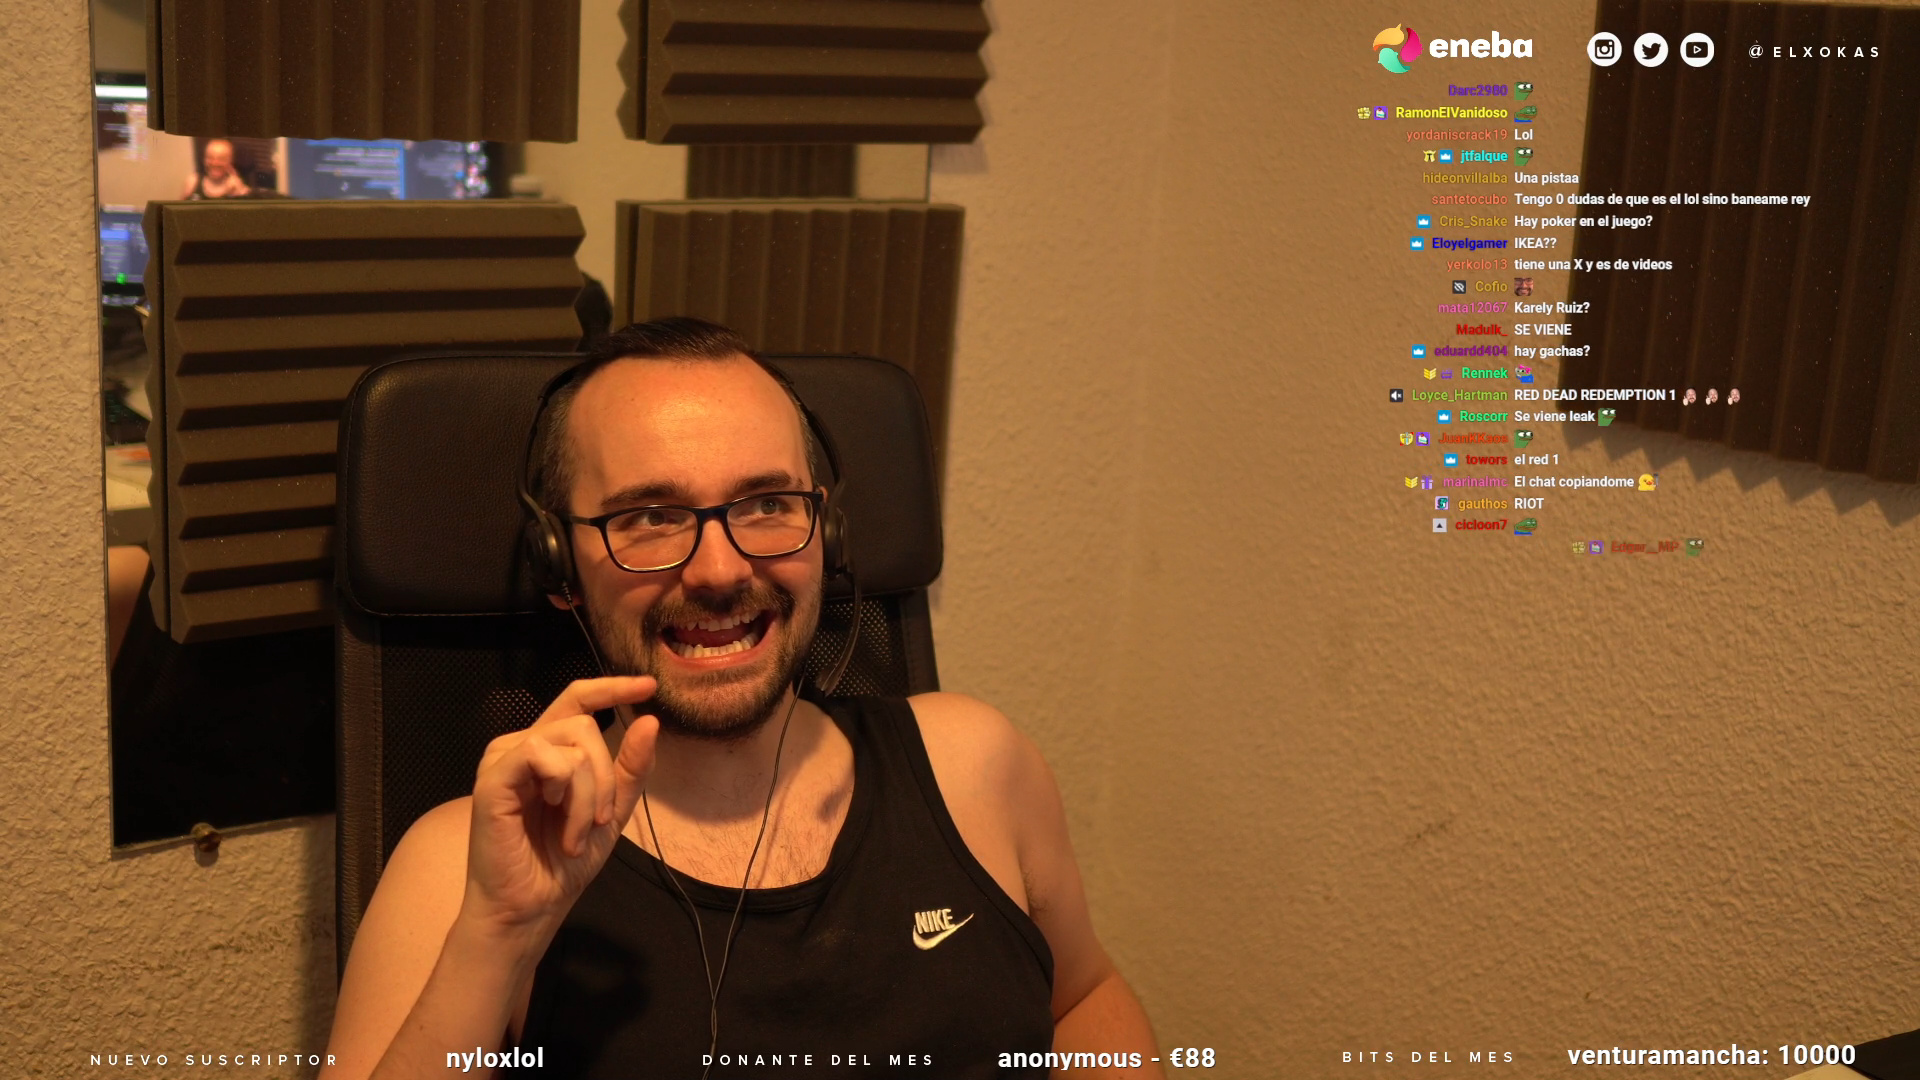 eneba
@ELXOKAS
Darc2980
RamonElVanidoso
yordaniscrack19 Lol
jtfalque
hideonvillalba Una pistaa
santetocubo Tengo 0 dudas de que es el lol sino baneame rey
Cris_Snake Hay poker en el juego?
Eloyelgamer IKEA??
yerkolo13 tiene una X y es de videos
Cofio
mata12067 Karely Ruiz?
Madulk_ SE VIENE
eduardd404 hay gachas?
Rennek
Loyce_Hartman RED DEAD REDEMPTION 1
Roscorr Se viene leak
JuanKKaos
towors el red 1
marinalmc El chat copiandome
gauthos RIOT
cicloon7
Edgar__MP
NIKE
NUEVO SUSCRIPTOR nyloxlol DONANTE DEL MES anonymous - €88 BITS DEL MES venturamancha: 10000